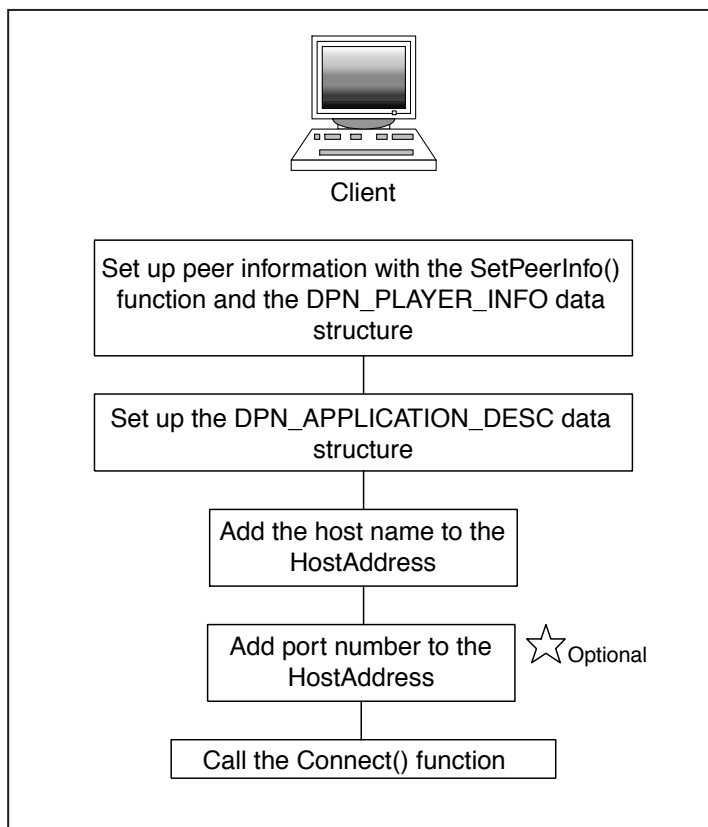 Client
Set up peer information with the SetPeerInfo()
function and the DPN_PLAYER_INFO data
structure
Set up the DPN_APPLICATION_DESC data
structure
Add the host name to the
HostAddress
Add port number to the
HostAddress
Optional
Call the Connect() function